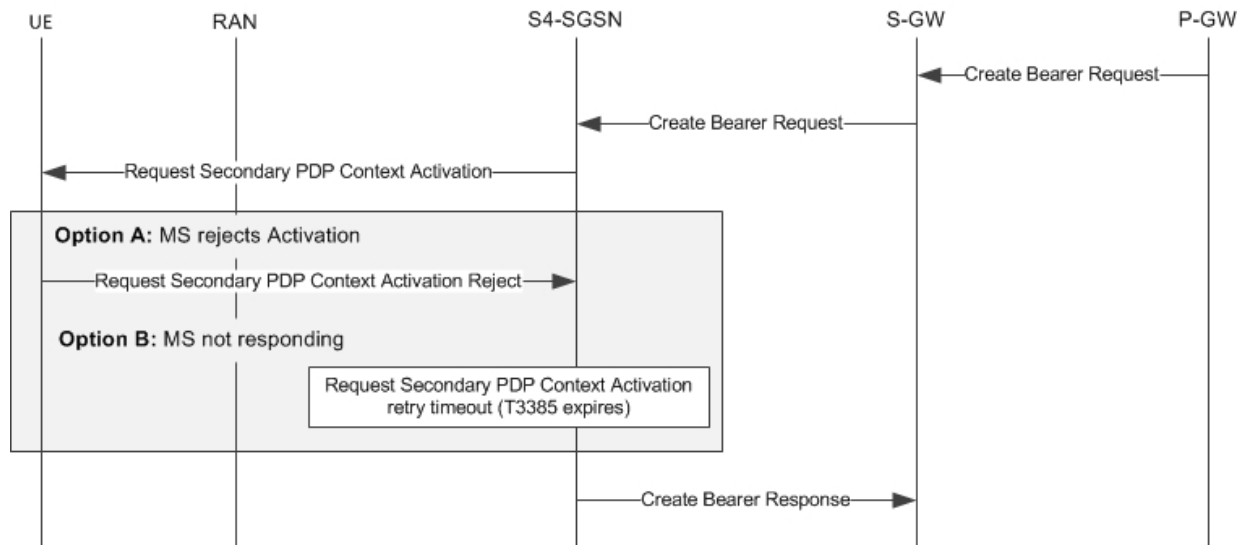 UE RAN S4-SGSN S-GW P-GW
Create Bearer Request
Create Bearer Request
Request Secondary PDP Context Activation
Option A: MS rejects Activation
Request Secondary PDP Context Activation Reject
Option B: MS not responding
Request Secondary PDP Context Activation
retry timeout (T3385 expires)
Create Bearer Response